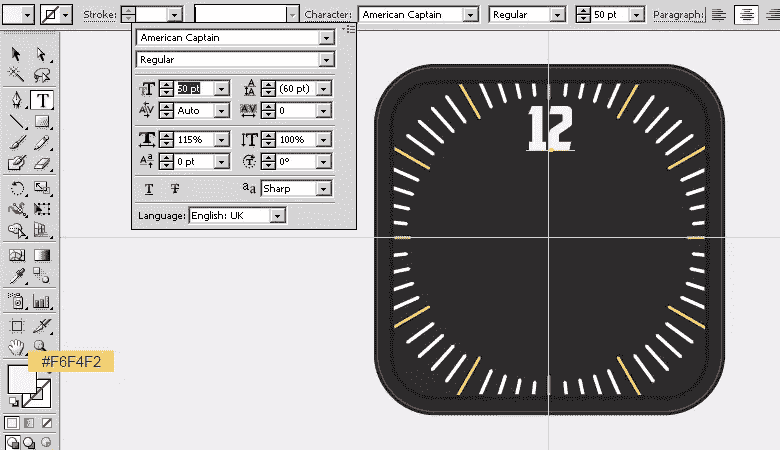 Stroke: Character: American Captain Regular 50 pt Paragraph:
American Captain
Regular
50 pt (60 pt)
Auto 0
115% 100%
0 pt 0°
Sharp
Language: English: UK
12
#F6F4F2